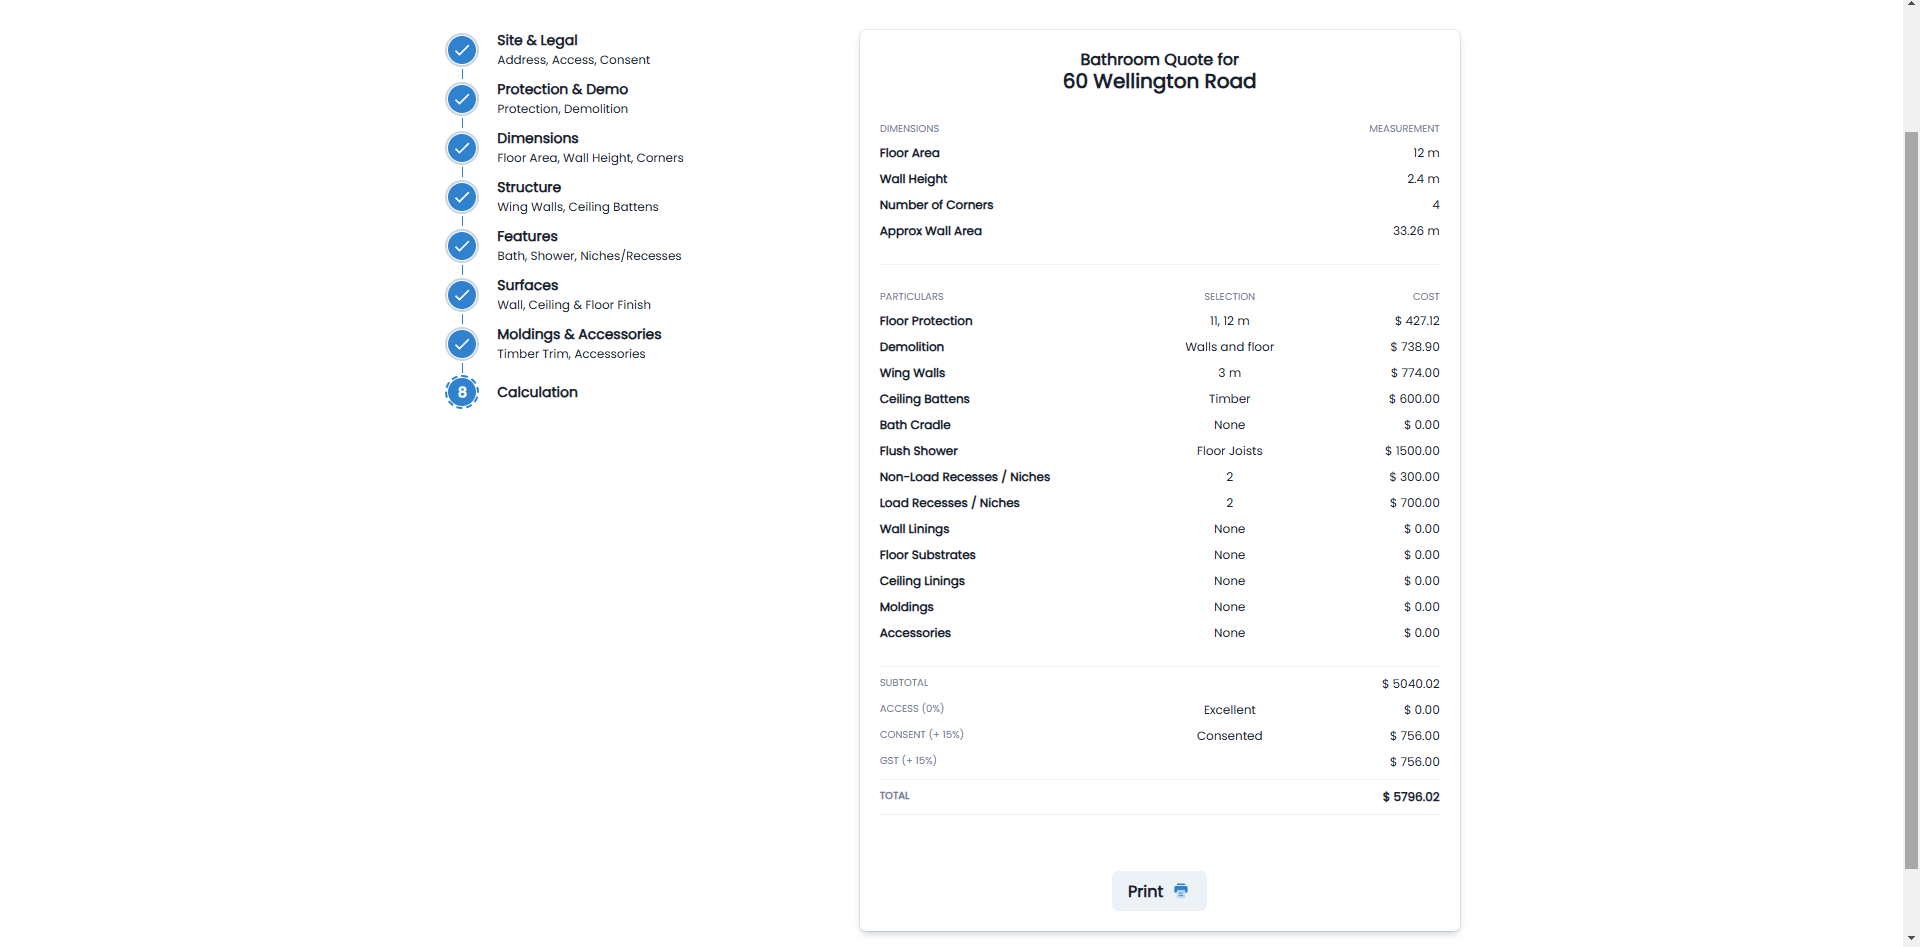 Site & Legal
Address, Access, Consent
Protection & Demo
Protection, Demolition
Dimensions
Floor Area, Wall Height, Corners
Structure
Wing Walls, Ceiling Battens
Features
Bath, Shower, Niches/Recesses
Surfaces
Wall, Ceiling & Floor Finish
Moldings & Accessories
Timber Trim, Accessories
8 Calculation
Bathroom Quote for
60 Wellington Road
DIMENSIONS MEASUREMENT
Floor Area 12 m
Wall Height 2.4 m
Number of Corners 4
Approx Wall Area 33.26 m
PARTICULARS SELECTION COST
Floor Protection 11, 12 m $ 427.12
Demolition Walls and floor $ 738.90
Wing Walls 3 m $ 774.00
Ceiling Battens Timber $ 600.00
Bath Cradle None $ 0.00
Flush Shower Floor Joists $ 1500.00
Non-Load Recesses / Niches 2 $ 300.00
Load Recesses / Niches 2 $ 700.00
Wall Linings None $ 0.00
Floor Substrates None $ 0.00
Ceiling Linings None $ 0.00
Moldings None $ 0.00
Accessories None $ 0.00
SUBTOTAL $ 5040.02
ACCESS (0%) Excellent $ 0.00
CONSENT (+ 15%) Consented $ 756.00
GST (+ 15%) $ 756.00
TOTAL $ 5796.02
Print